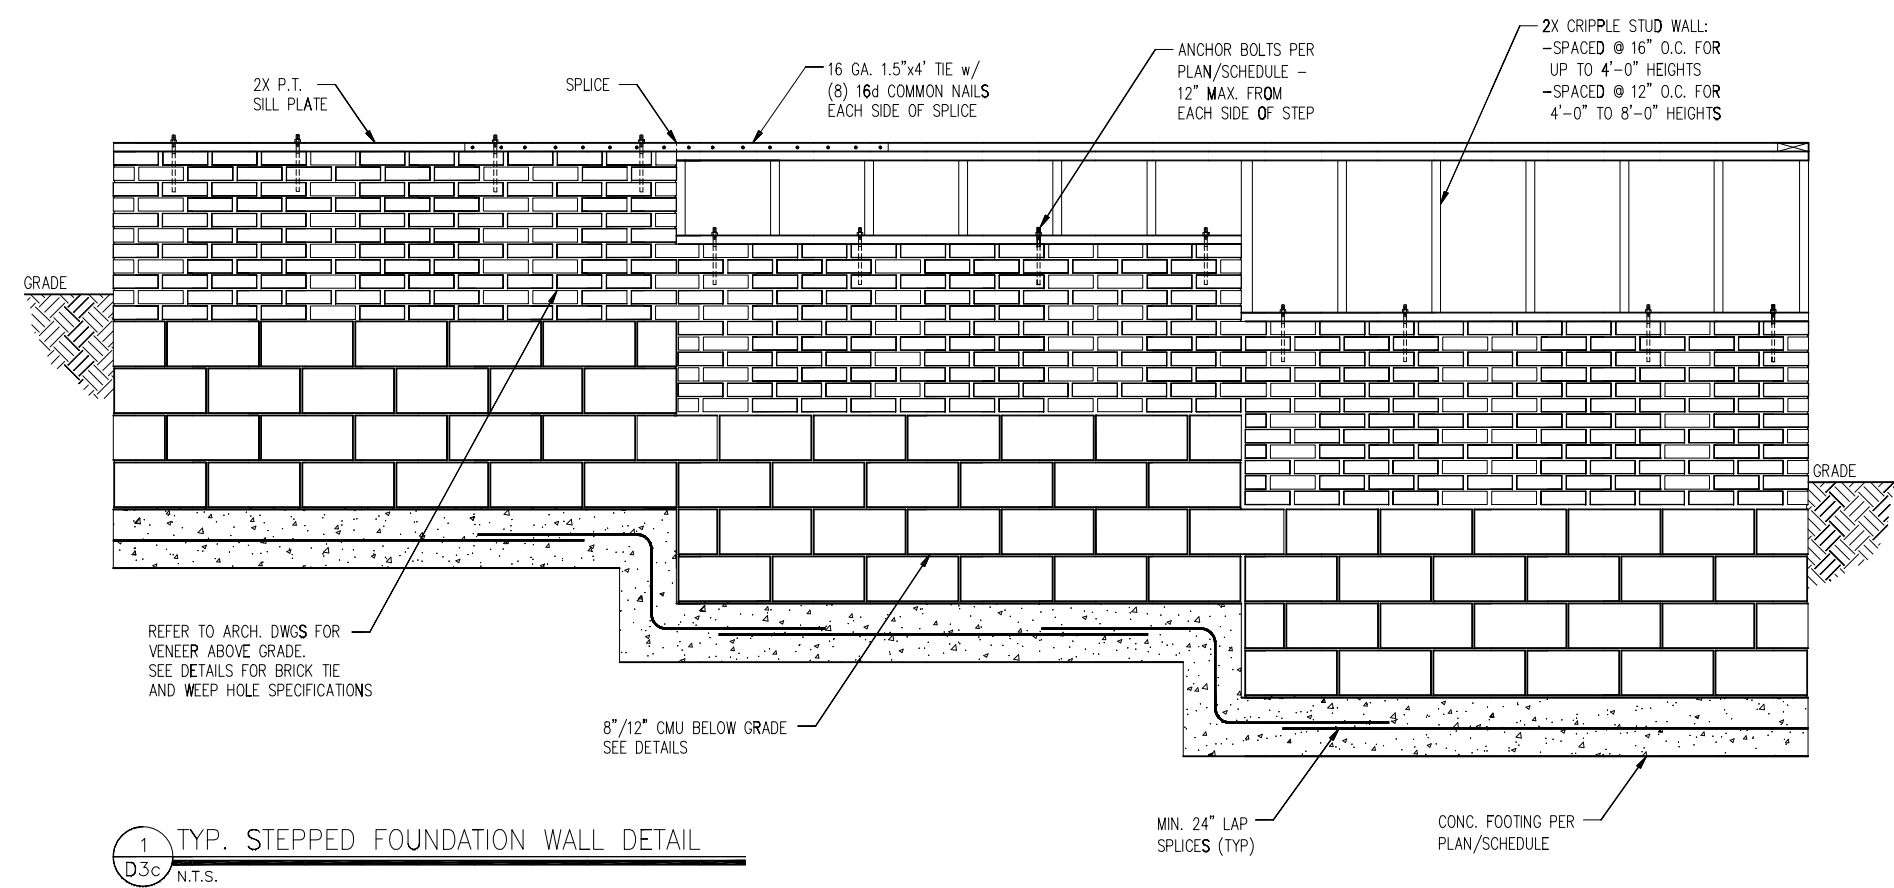 2X P.T.
SILL PLATE
SPLICE
16 GA. 1.5"x4' TIE w/
(8) 16d COMMON NAILS
EACH SIDE OF SPLICE
ANCHOR BOLTS PER
PLAN/SCHEDULE -
12" MAX. FROM
EACH SIDE OF STEP
2X CRIPPLE STUD WALL:
-SPACED @ 16" O.C. FOR
UP TO 4'-0" HEIGHTS
-SPACED @ 12" O.C. FOR
4'-0" TO 8'-0" HEIGHTS
GRADE
GRADE
REFER TO ARCH. DWGS FOR
VENEER ABOVE GRADE.
SEE DETAILS FOR BRICK TIE
AND WEEP HOLE SPECIFICATIONS
8"/12" CMU BELOW GRADE
SEE DETAILS
MIN. 24" LAP
SPLICES (TYP)
CONC. FOOTING PER
PLAN/SCHEDULE
1
D3c
TYP. STEPPED FOUNDATION WALL DETAIL
N.T.S.